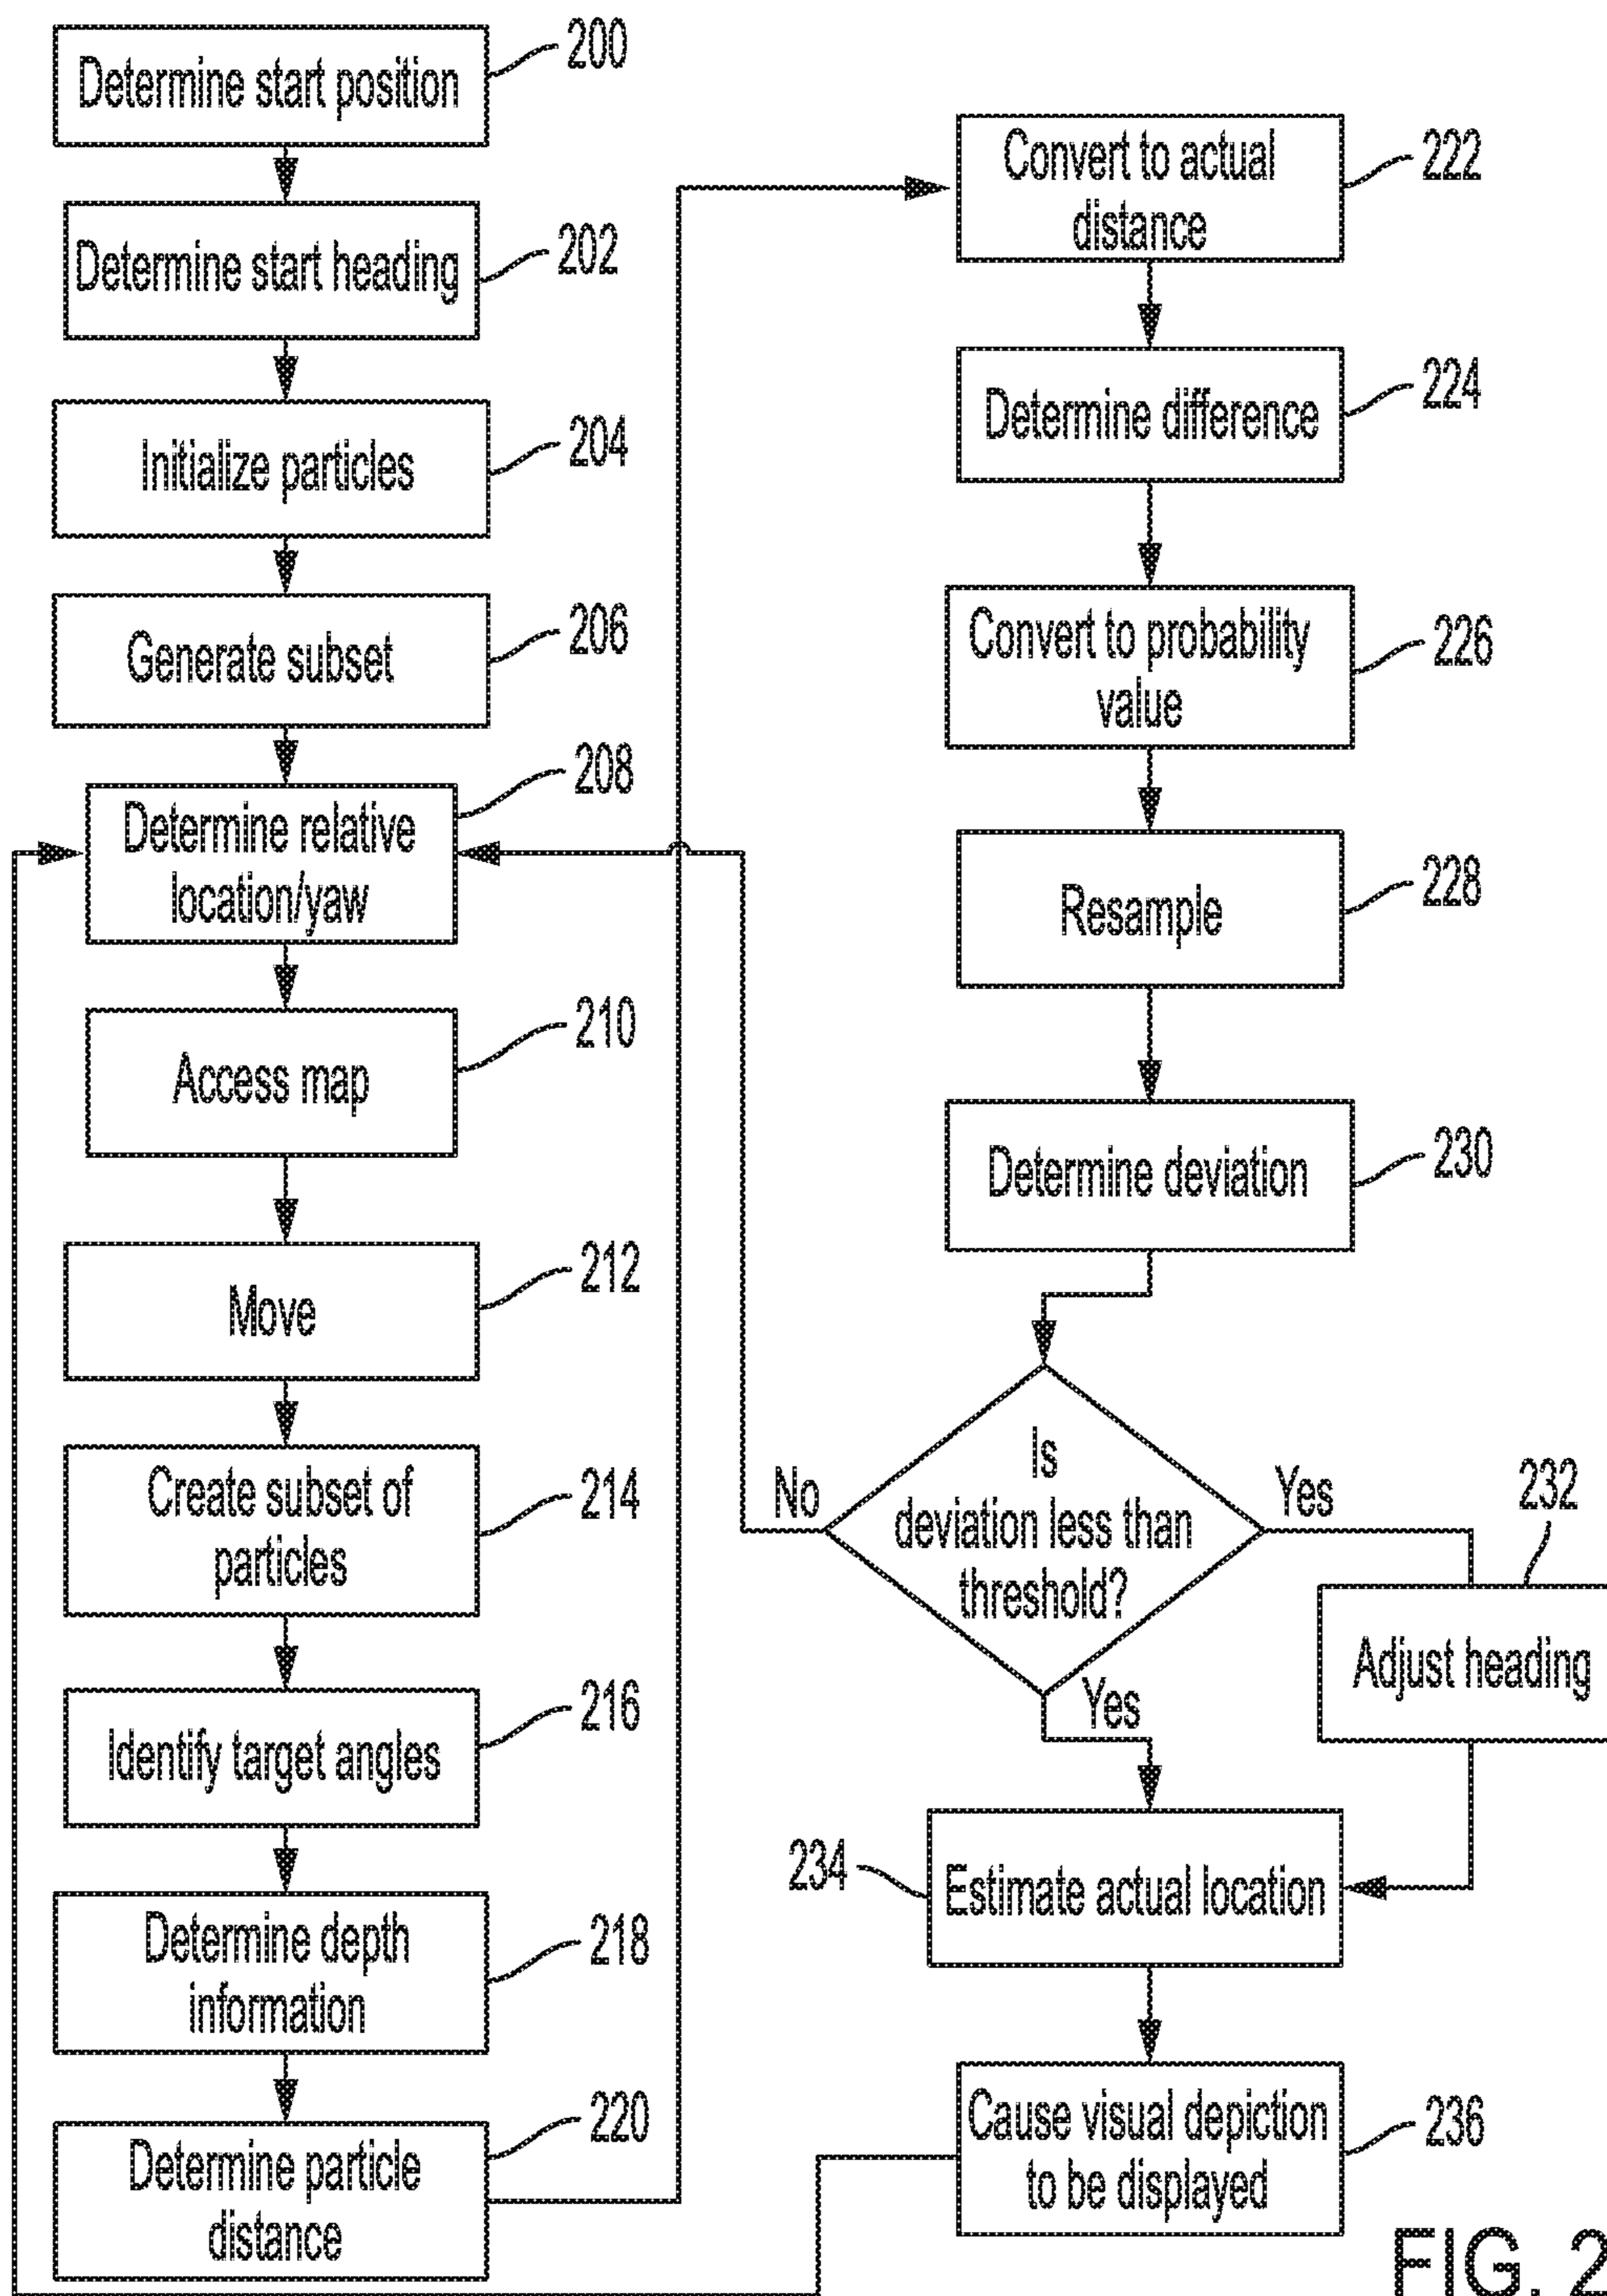 Determine start position
200
Determine start heading
202
Initialize particles
204
Generate subset
206
Determine relative
location/yaw
208
Access map
210
Move
212
Create subset of
particles
214
Identify target angles
216
Determine depth
information
218
Determine particle
distance
220
Convert to actual
distance
222
Determine difference
224
Convert to probability
value
226
Resample
228
Determine deviation
230
Is
deviation less than
threshold?
No
Yes
Yes
232
Adjust heading
234
Estimate actual location
Cause visual depiction
to be displayed
236
FIG. 2